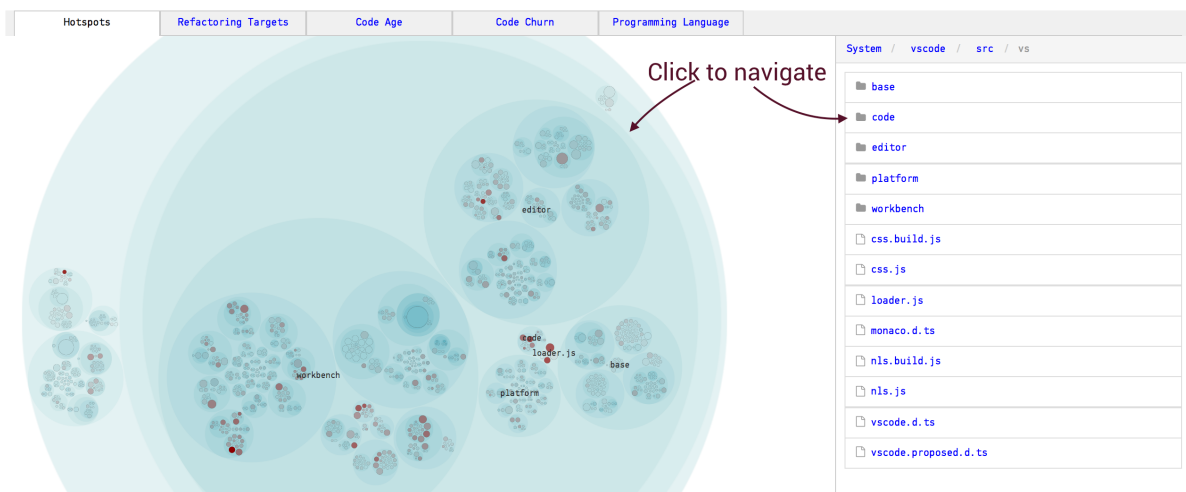 Hotspots
Refactoring Targets
Code Age
Code Churn
Programming Language
System / vscode / src / vs
Click to navigate
base
code
editor
platform
workbench
css.build.js
css.js
loader.js
monaco.d.ts
nls.build.js
nls.js
vscode.d.ts
vscode.proposed.d.ts
editor
code
loader.js
base
workbench
platform